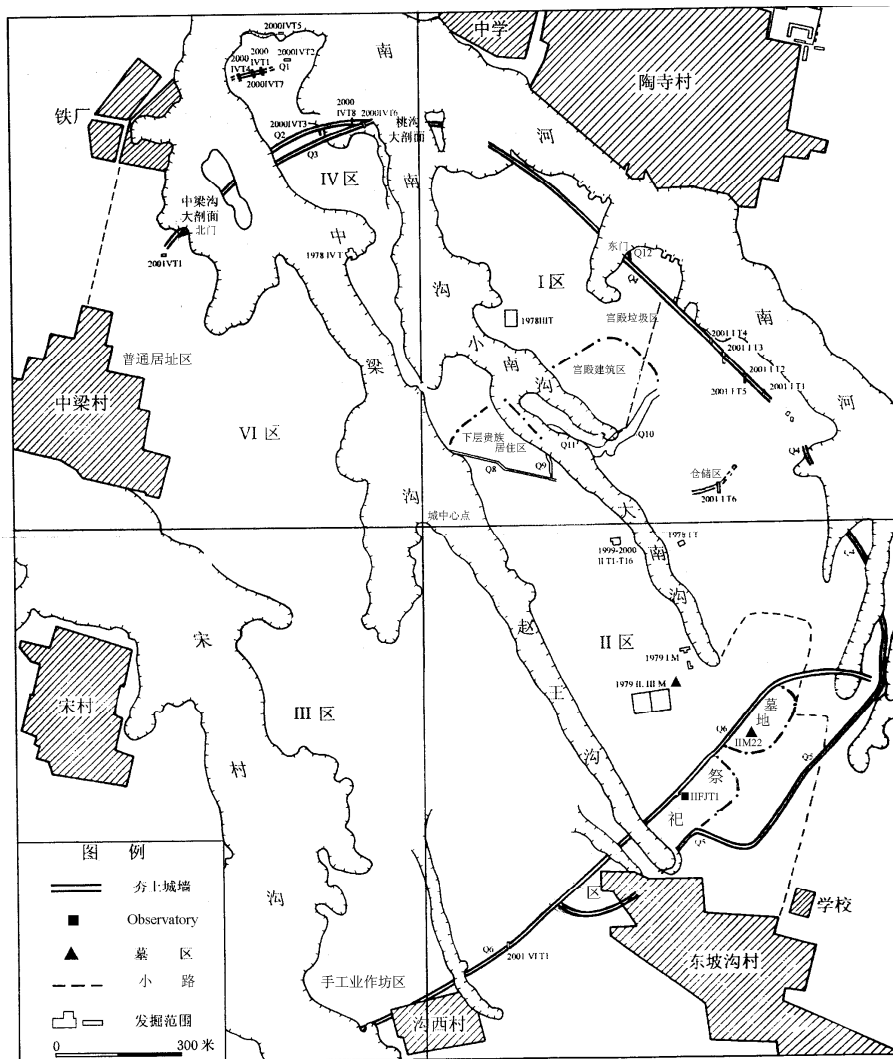 2000IVT5
南
中学
陶寺村
2000
IVT4
2000
IVT1
2000IVT2
Q1
2000IVT7
铁厂
2000IVT3
Q2
2000
IVT8
2000IVT6
Q3
桃沟
大剖面
河
IV区
南
中梁沟
大剖面
北门
2001VT1
中
1978 IV T
东门
Q12
I区
沟
1978IIIT
宫殿垃圾区
南
2001 I T4
2001 I T3
2001 I T2
2001 I T1
2001 I T5
小
南
沟
宫殿建筑区
普通居址区
梁
中梁村
河
VI区
下层贵族
居住区
Q11
Q10
Q8
Q9
Q4
仓储区
2001 I T6
沟
城中心点
大
1999-2000
II T1-T16
南
沟
赵
II区
宋
1979 I M
1979 II. III M
宋村
III区
王
墓
地
Q6
IIM22
村
沟
祭
IIFJT1
祀
Q5
图 例
夯土城墙
沟
区
学校
Observatory
墓 区
Q6
2001 VI T1
东坡沟村
小 路
手工业作坊区
发掘范围
沟西村
0 300 米